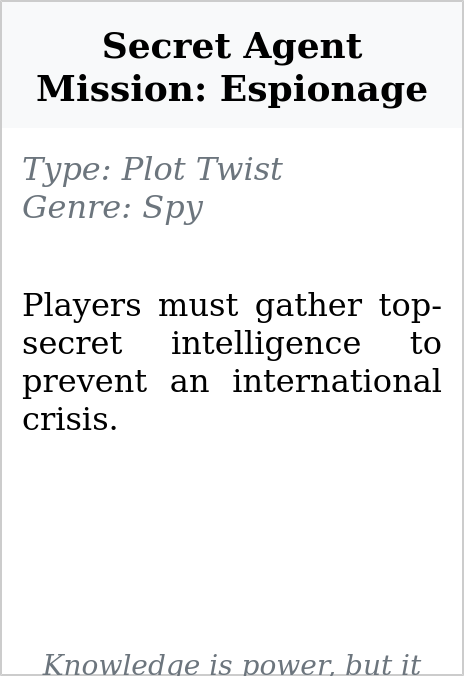 Secret Agent
Mission: Espionage
Type: Plot Twist
Genre: Spy
Players must gather top-
secret intelligence to
prevent an international
crisis.
Knowledge is power, but it